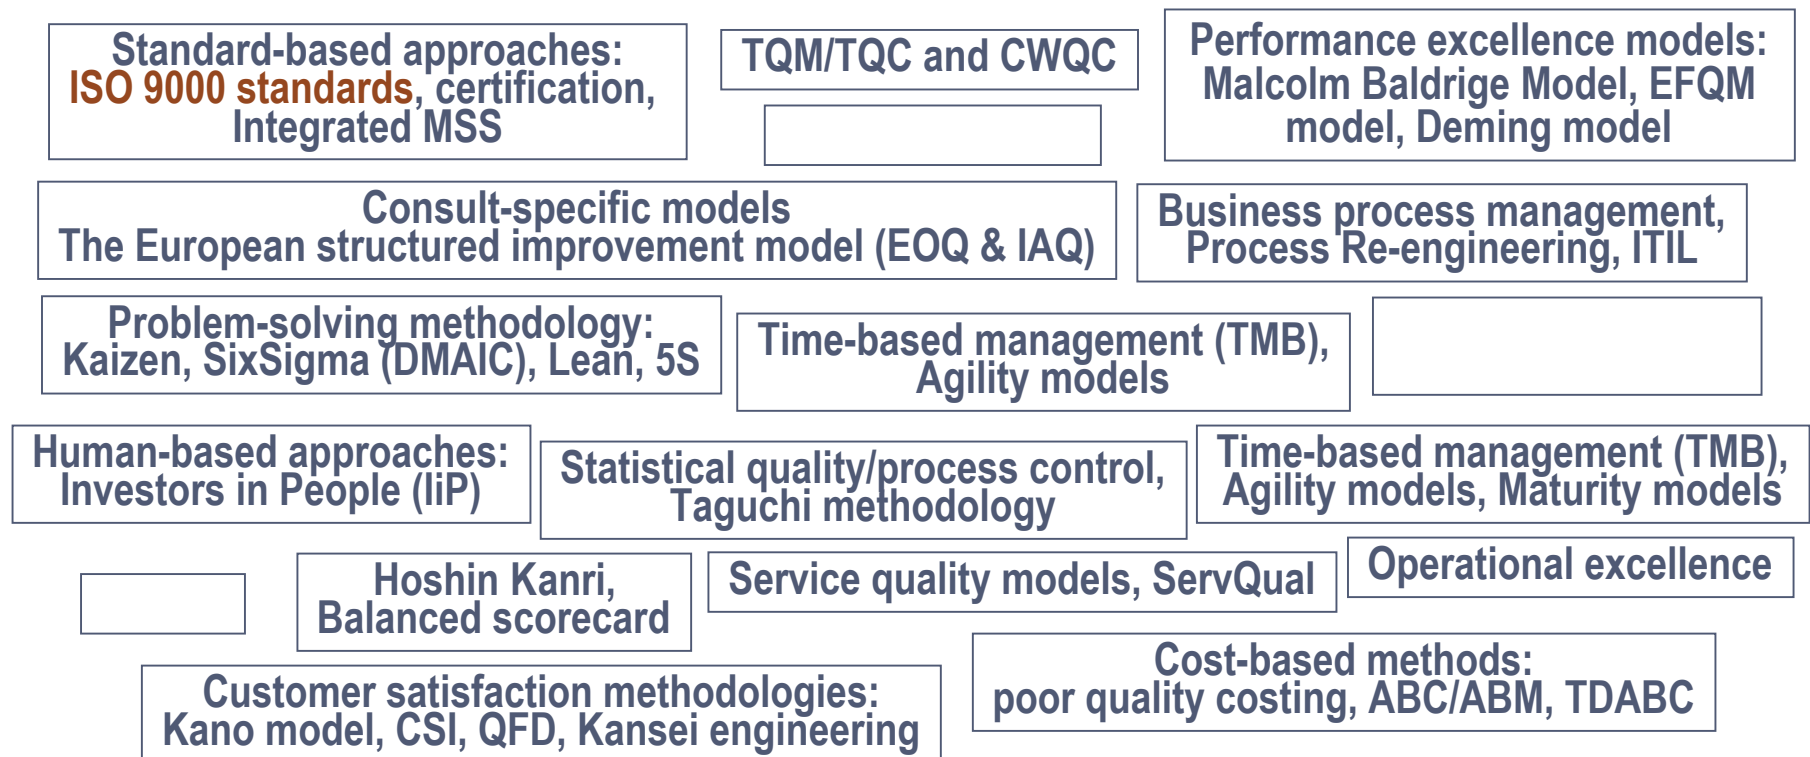 Standard-based approaches:
ISO 9000 standards, certification,
Integrated MSS
TQM/TQC and CWQC
Performance excellence models:
Malcolm Baldrige Model, EFQM
model, Deming model
Consult-specific models
The European structured improvement model (EOQ & IAQ)
Business process management,
Process Re-engineering, ITIL
Problem-solving methodology:
Kaizen, SixSigma (DMAIC), Lean, 5S
Time-based management (TMB),
Agility models
Human-based approaches:
Investors in People (IiP)
Statistical quality/process control,
Taguchi methodology
Time-based management (TMB),
Agility models, Maturity models
Hoshin Kanri,
Balanced scorecard
Service quality models, ServQual
Operational excellence
Customer satisfaction methodologies:
Kano model, CSI, QFD, Kansei engineering
Cost-based methods:
poor quality costing, ABC/ABM, TDABC